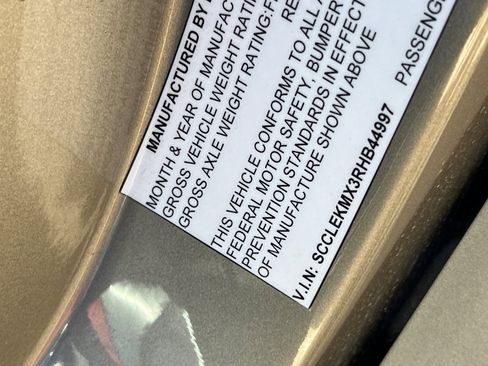 MANUFACTURED BY
MONTH & YEAR OF MANUFAC
GROSS VEHICLE WEIGHT RATIN
GROSS AXLE WEIGHT RATING:F
RE
THIS VEHICLE CONFORMS TO ALL A
FEDERAL MOTOR SAFETY, BUMPER
PREVENTION STANDARDS IN EFFECT
OF MANUFACTURE SHOWN ABOVE
V.I.N: SCCLEKMX3RHB44997 PASSENG